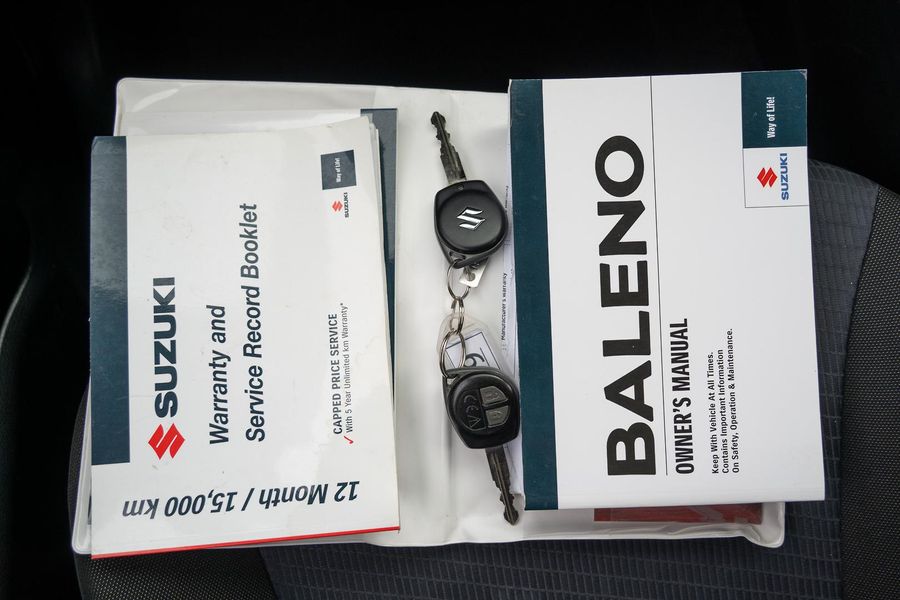 SUZUKI
Warranty and
Service Record Booklet
CAPPED PRICE SERVICE
✓ With 5 Year Unlimited km Warranty*
12 Month / 15,000 km
Way of Life!
SUZUKI
Manufacturer's warranty
BALENO
OWNER'S MANUAL
Keep With Vehicle At All Times.
Contains Important Information
On Safety, Operation & Maintenance.
Way of Life!
SUZUKI